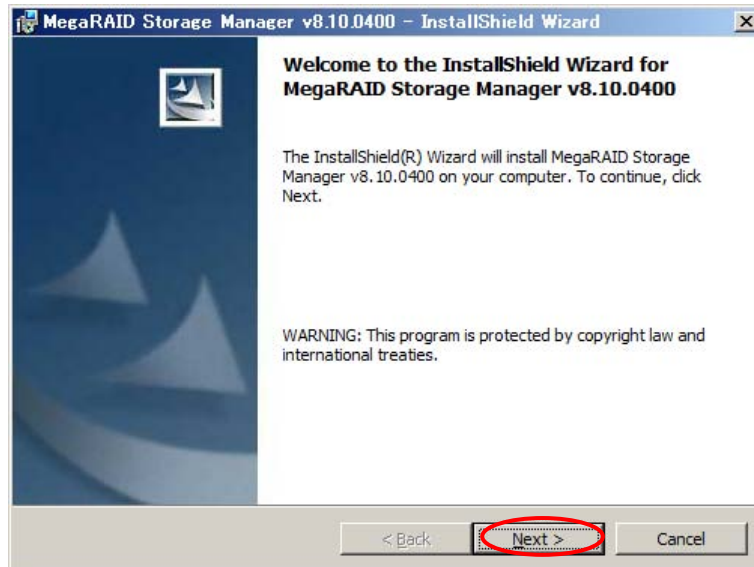 MegaRAID Storage Manager v8.10.0400 - InstallShield Wizard
Welcome to the InstallShield Wizard for
MegaRAID Storage Manager v8.10.0400
The InstallShield(R) Wizard will install MegaRAID Storage
Manager v8.10.0400 on your computer. To continue, click
Next.
WARNING: This program is protected by copyright law and
international treaties.
< Back
Next >
Cancel